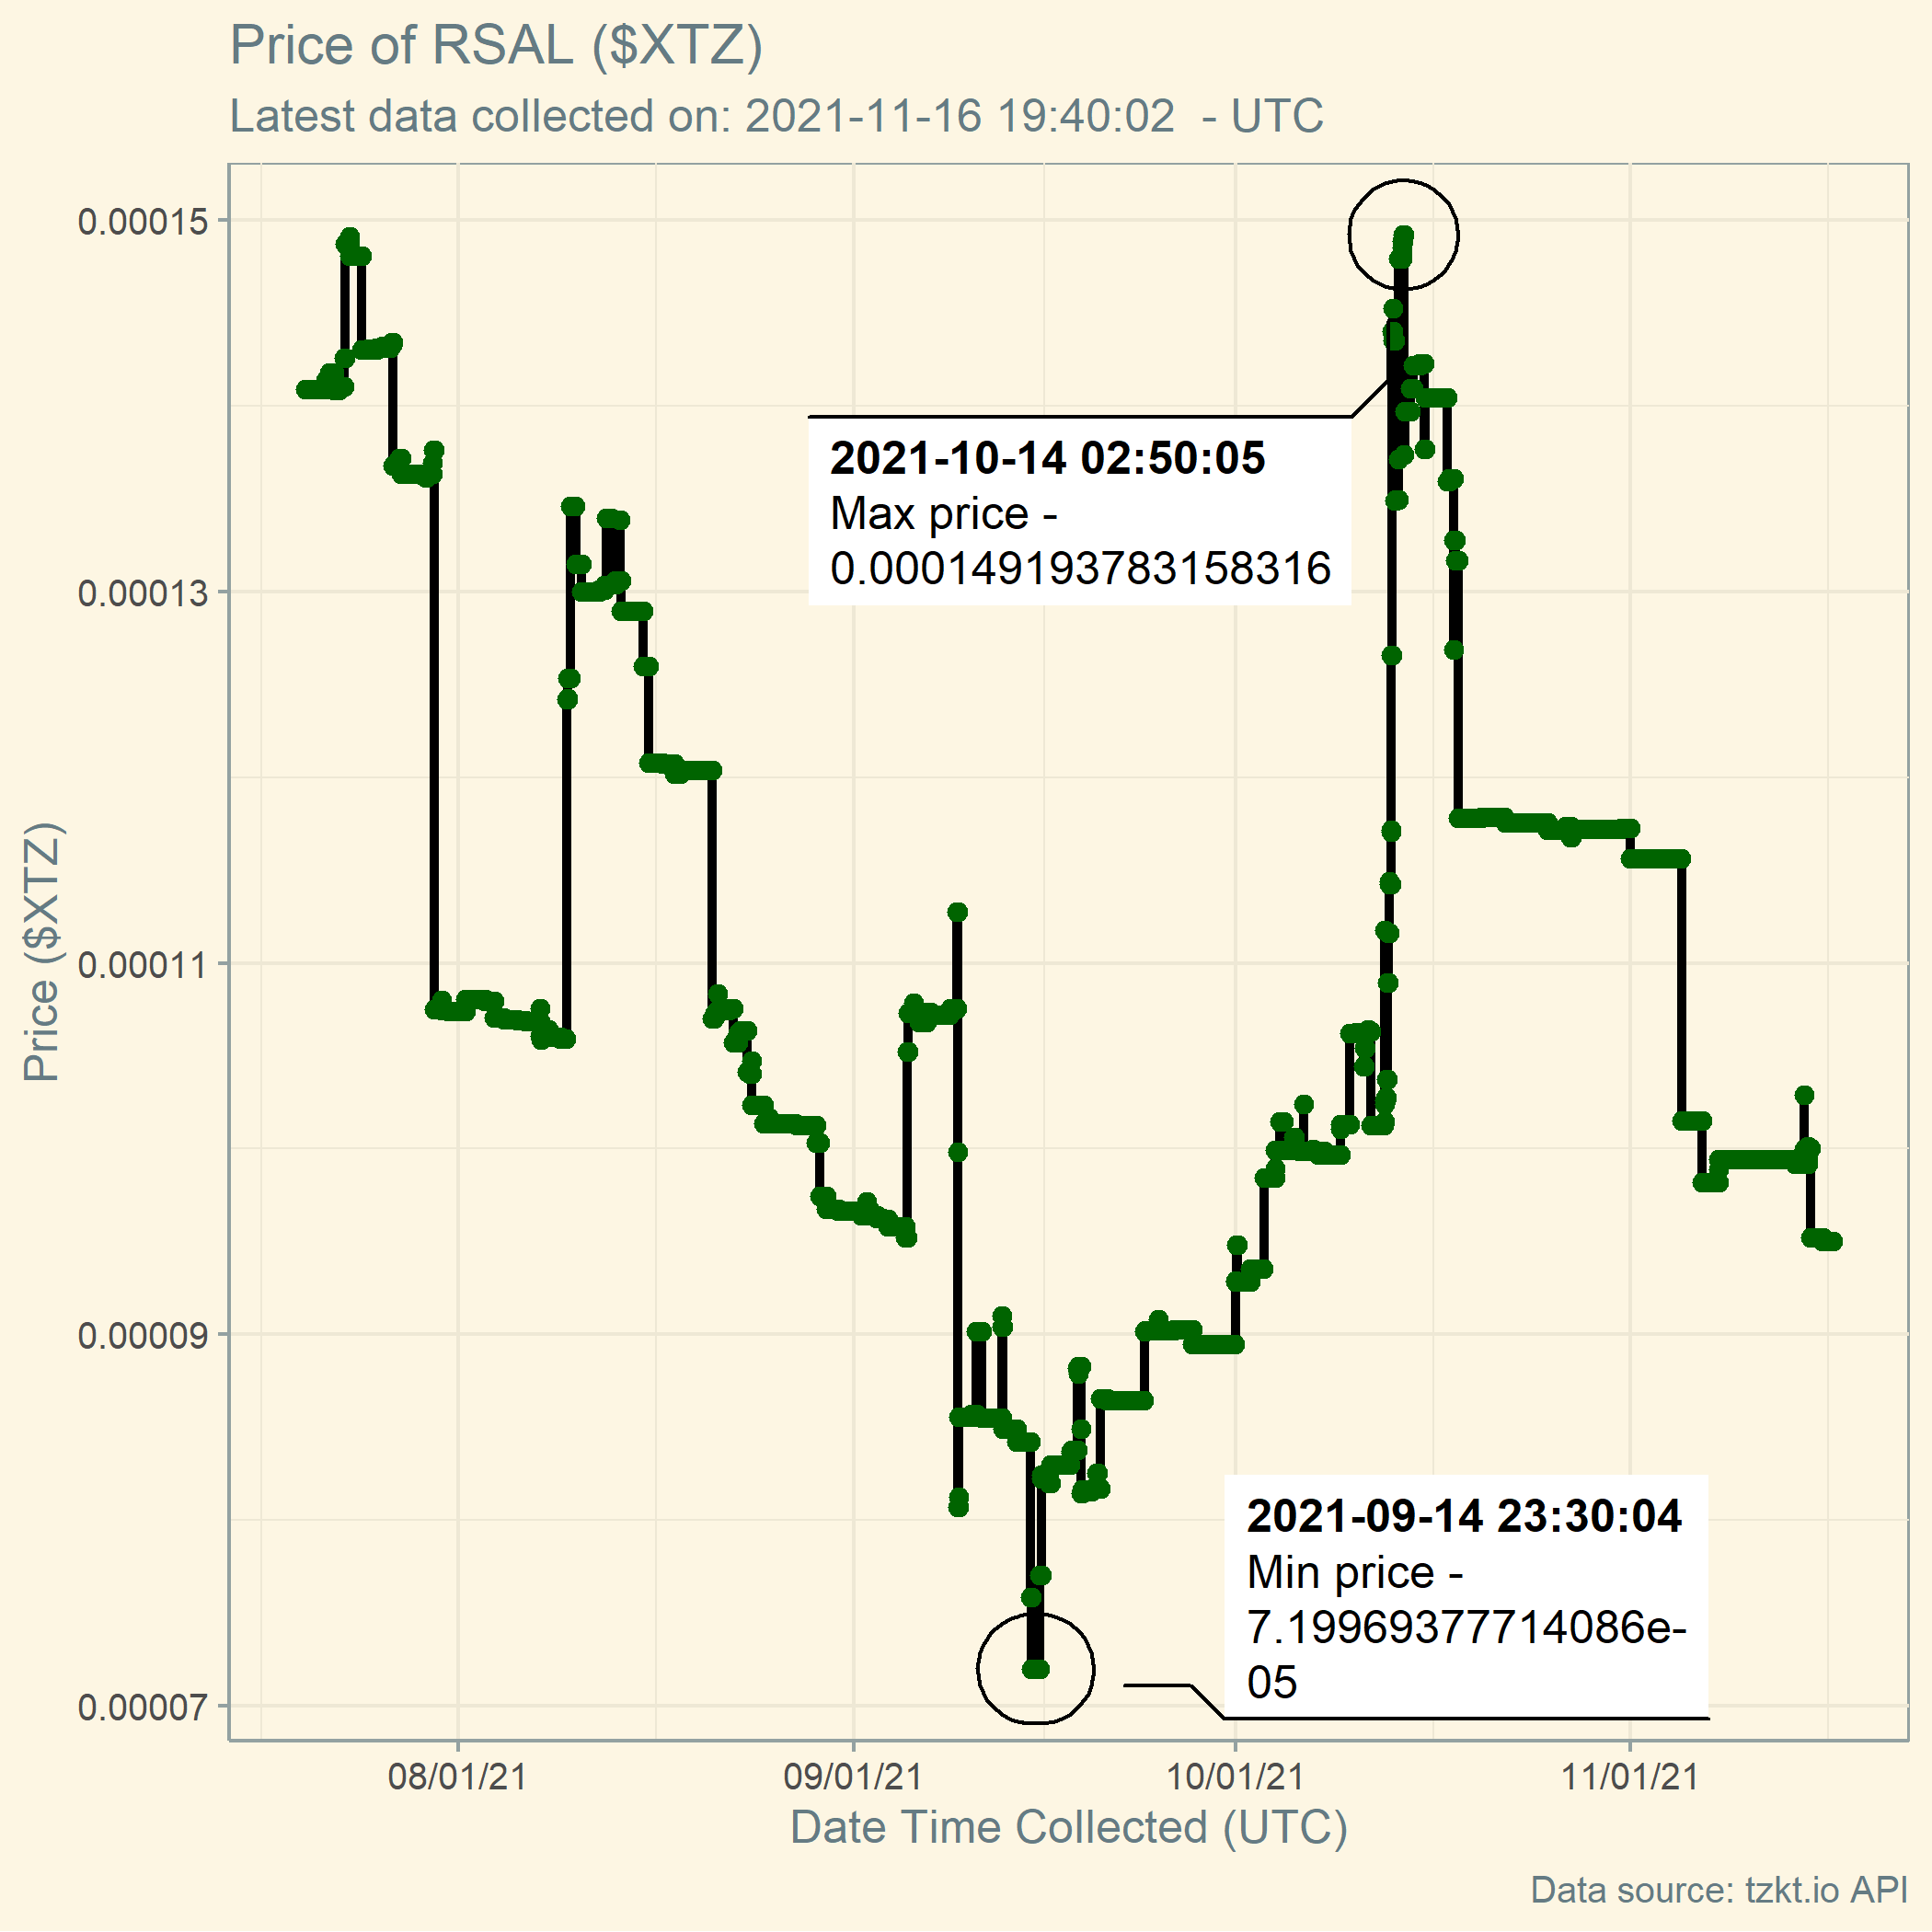 Price of RSAL ($XTZ)
Latest data collected on: 2021-11-16 19:40:02  - UTC
0.00015
0.00013
0.00011
0.00009
0.00007
Price ($XTZ)
2021-10-14 02:50:05
Max price -
0.000149193783158316
2021-09-14 23:30:04
Min price -
7.19969377714086e-
05
08/01/21
09/01/21
10/01/21
11/01/21
Date Time Collected (UTC)
Data source: tzkt.io API